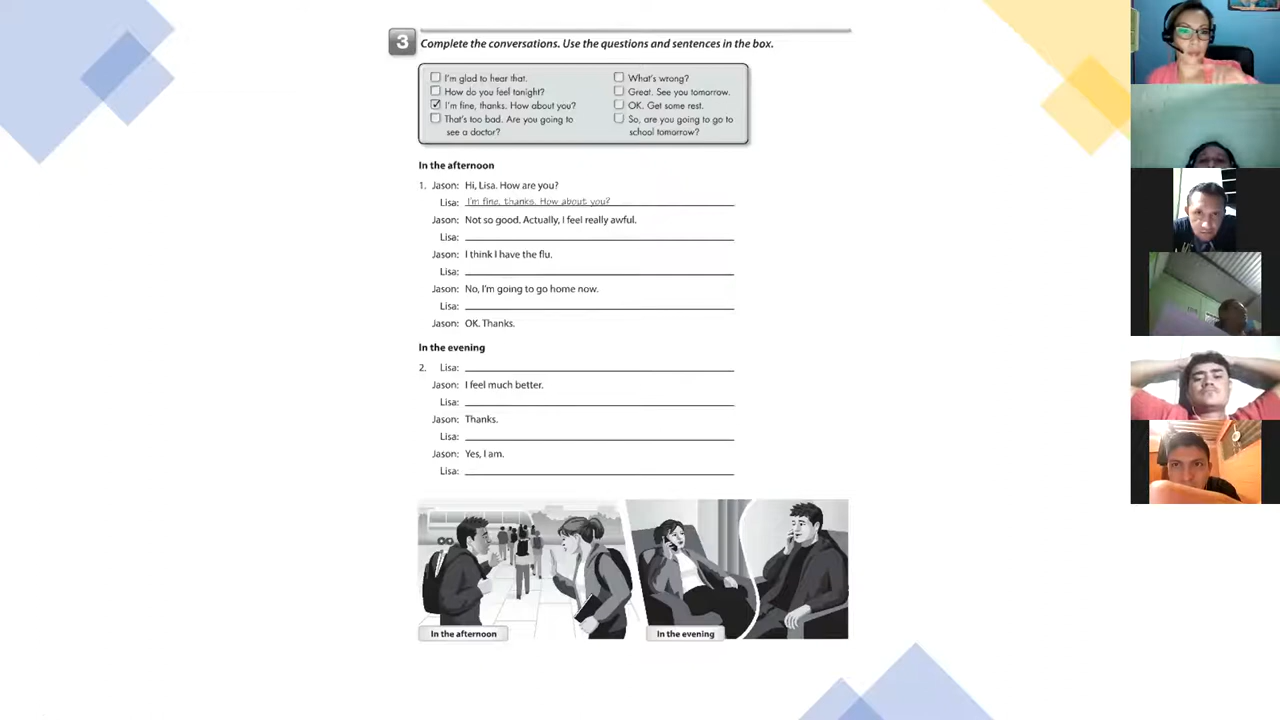 3 Complete the conversations. Use the questions and sentences in the box.
I'm glad to hear that.
How do you feel tonight?
I'm fine, thanks. How about you?
That's too bad. Are you going to
see a doctor?
What's wrong?
Great. See you tomorrow.
OK. Get some rest.
So, are you going to go to
school tomorrow?
In the afternoon
1. Jason: Hi, Lisa. How are you?
Lisa: I'm fine, thanks. How about you?
Jason: Not so good. Actually, I feel really awful.
Lisa:
Jason: I think I have the flu.
Lisa:
Jason: No, I'm going to go home now.
Lisa:
Jason: OK. Thanks.
In the evening
2. Lisa:
Jason: I feel much better.
Lisa:
Jason: Thanks.
Lisa:
Jason: Yes, I am.
Lisa:
In the afternoon
In the evening